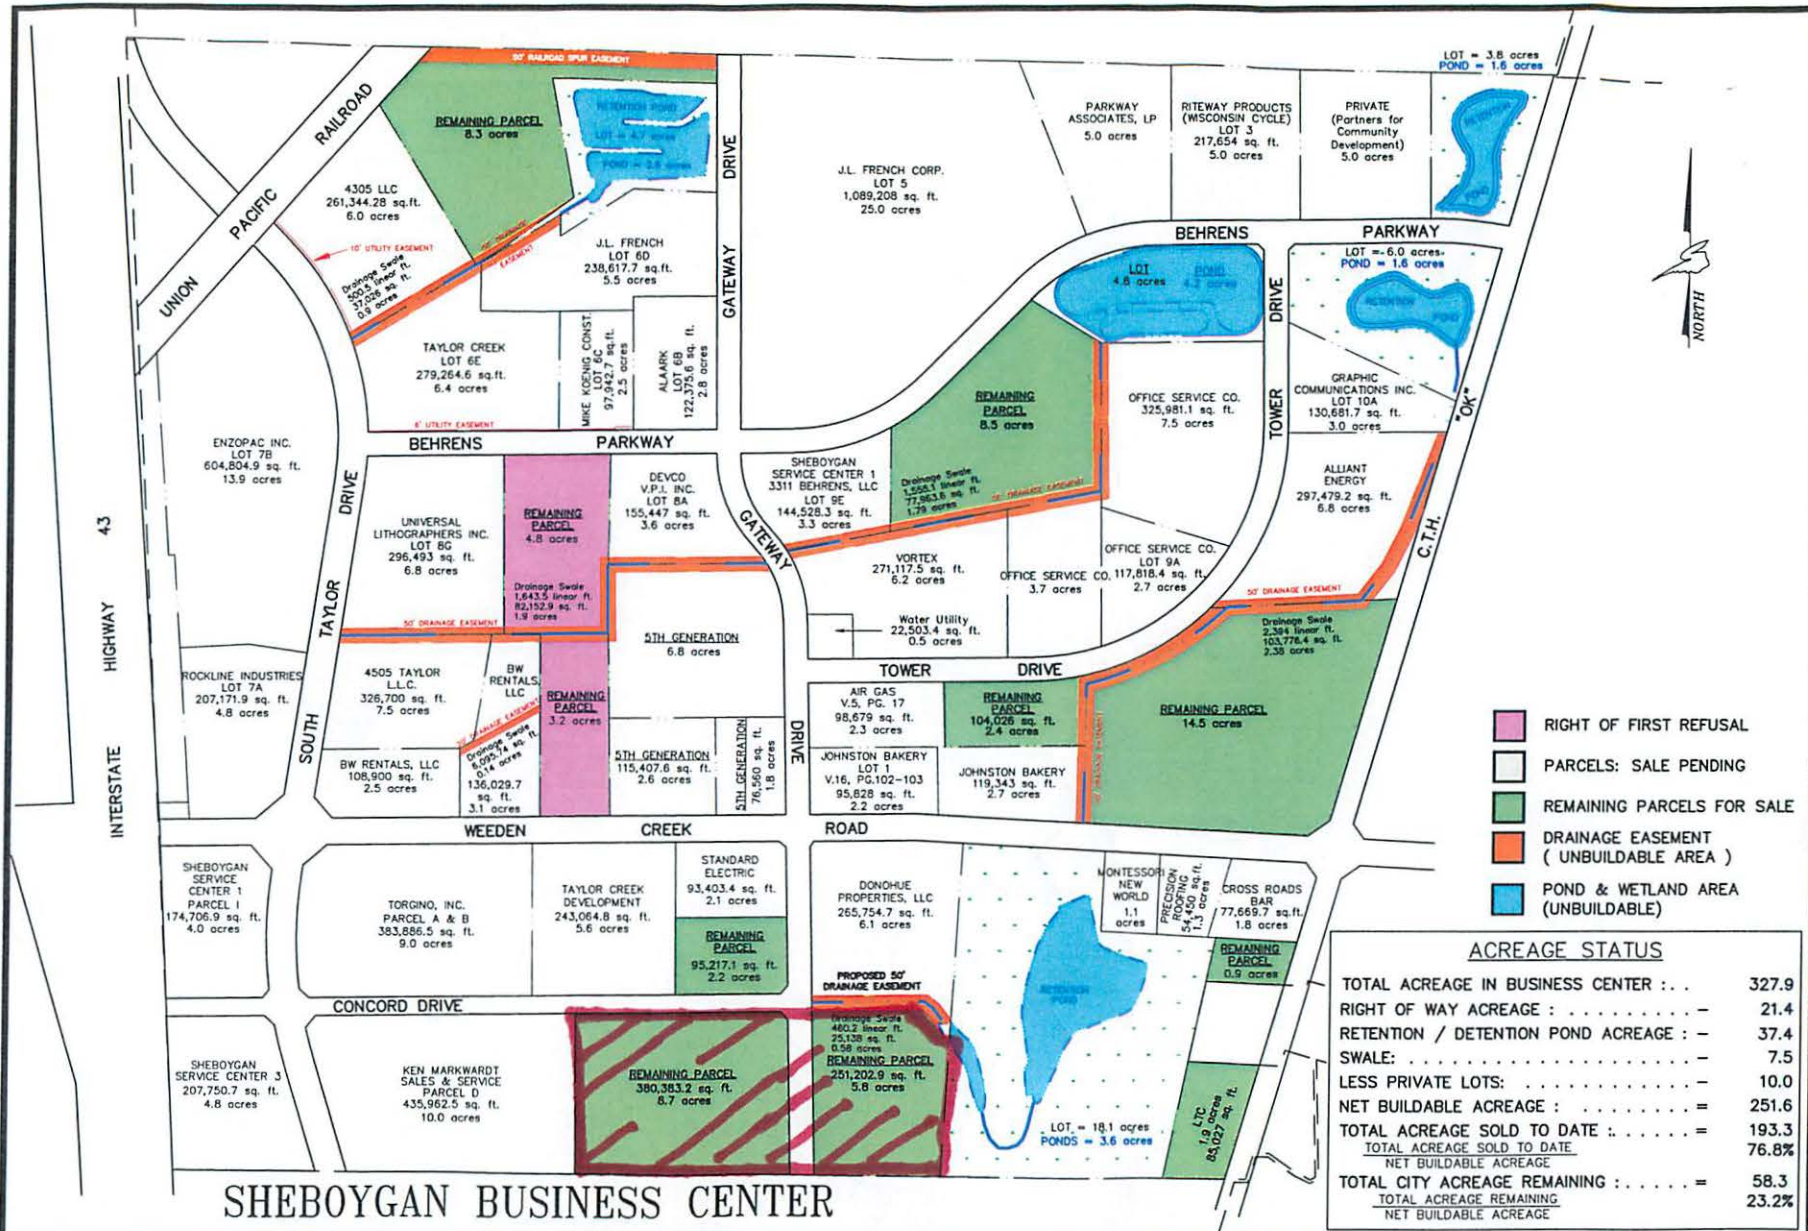 50' RAILROAD SPUR EASEMENT
LOT = 3.8 acres
POND = 1.6 acres
RETENTION
POND
UNION PACIFIC RAILROAD
REMAINING PARCEL
8.3 acres
RETENTION POND
LOT = 4.7 acres
GATEWAY DRIVE
J.L. FRENCH CORP.
LOT 5
1,089,208 sq. ft.
25.0 acres
PARKWAY
ASSOCIATES, LP
5.0 acres
RITEWAY PRODUCTS
(WISCONSIN CYCLE)
LOT 3
217,654 sq. ft.
5.0 acres
PRIVATE
(Partners for
Community
Development)
5.0 acres
4305 LLC
261,344.28 sq.ft.
6.0 acres
10' UTILITY EASEMENT
Drainage Swale
500.5 linear ft.
37,026 sq. ft.
0.9 acres
DRAINAGE
EASEMENT
J.L. FRENCH
LOT 6D
238,617.7 sq.ft.
5.5 acres
BEHRENS PARKWAY
LOT
4.8 acres
POND
4.2 acres
LOT = 6.0 acres
POND = 1.6 acres
RETENTION
POND
TOWER DRIVE
NORTH
TAYLOR CREEK
LOT 6E
279,264.6 sq.ft.
6.4 acres
MIKE KOENIG CONST.
LOT 6C
97,942.7 sq.ft.
2.5 acres
ALAARK
LOT 6B
122,375.6 sq. ft.
2.8 acres
REMAINING
PARCEL
8.5 acres
OFFICE SERVICE CO.
325,981.1 sq. ft.
7.5 acres
GRAPHIC
COMMUNICATIONS INC.
LOT 10A
130,681.7 sq. ft.
3.0 acres
C.T.H. "OK"
ENZOPAC INC.
LOT 7B
604,804.9 sq. ft.
13.9 acres
UTILITY EASEMENT
BEHRENS PARKWAY
SOUTH TAYLOR DRIVE
INTERSTATE HIGHWAY 43
UNIVERSAL
LITHOGRAPHERS INC.
LOT 8G
296,493 sq. ft.
6.8 acres
REMAINING
PARCEL
4.8 acres
Drainage Swale
1,643.5 linear ft.
82,152.9 sq. ft.
1.9 acres
DEVCO
V.P.I. INC.
LOT 8A
155,447 sq. ft.
3.6 acres
GATEWAY DRIVE
SHEBOYGAN
SERVICE CENTER 1
3311 BEHRENS, LLC
LOT 9E
144,528.3 sq. ft.
3.3 acres
Drainage Swale
1,555.1 linear ft.
77,863.6 sq. ft.
1.79 acres
DRAINAGE EASEMENT
ALLIANT
ENERGY
297,479.2 sq. ft.
6.8 acres
VORTEX
271,117.5 sq. ft.
6.2 acres
OFFICE SERVICE CO.
3.7 acres
OFFICE SERVICE CO.
LOT 9A
117,818.4 sq. ft.
2.7 acres
50' DRAINAGE EASEMENT
50' DRAINAGE EASEMENT
5TH GENERATION
6.8 acres
Water Utility
22,503.4 sq. ft.
0.5 acres
TOWER DRIVE
Drainage Swale
2,394 linear ft.
103,776.4 sq. ft.
2.38 acres
ROCKLINE INDUSTRIES
LOT 7A
207,171.9 sq. ft.
4.8 acres
4505 TAYLOR
L.L.C.
326,700 sq. ft.
7.5 acres
BW
RENTALS,
LLC
REMAINING
PARCEL
3.2 acres
DRAINAGE EASEMENT
Drainage Swale
6,095.74 sq. ft.
0.14 acres
136,029.7
sq. ft.
3.1 acres
BW RENTALS, LLC
108,900 sq. ft.
2.5 acres
5TH GENERATION
115,407.6 sq. ft.
2.6 acres
5TH GENERATION
76,560 sq. ft.
1.8 acres
AIR GAS
V.5, PG. 17
98,679 sq. ft.
2.3 acres
REMAINING
PARCEL
104,026 sq. ft.
2.4 acres
JOHNSTON BAKERY
LOT 1
V.16, PG.102-103
95,828 sq. ft.
2.2 acres
JOHNSTON BAKERY
119,343 sq. ft.
2.7 acres
REMAINING PARCEL
14.5 acres
RIGHT OF FIRST REFUSAL
PARCELS: SALE PENDING
REMAINING PARCELS FOR SALE
DRAINAGE EASEMENT
( UNBUILDABLE AREA )
POND & WETLAND AREA
(UNBUILDABLE)
WEEDEN CREEK ROAD
SHEBOYGAN
SERVICE
CENTER 1
PARCEL I
174,706.9 sq. ft.
4.0 acres
TORGINO, INC.
PARCEL A & B
383,886.5 sq. ft.
9.0 acres
TAYLOR CREEK
DEVELOPMENT
243,064.8 sq. ft.
5.6 acres
STANDARD
ELECTRIC
93,403.4 sq. ft.
2.1 acres
REMAINING
PARCEL
95,217.1 sq. ft.
2.2 acres
DONOHUE
PROPERTIES, LLC
265,754.7 sq. ft.
6.1 acres
MONTESSORI
NEW
WORLD
1.1
acres
PRECISION
ROOFING
54,450 sq.ft.
1.3 acres
CROSS ROADS
BAR
77,669.7 sq.ft.
1.8 acres
REMAINING
PARCEL
0.9 acres
PROPOSED 50'
DRAINAGE EASEMENT
CONCORD DRIVE
RETENTION
POND
Drainage Swale
460.2 linear ft.
25,138 sq. ft.
0.58 acres
REMAINING PARCEL
251,202.9 sq. ft.
5.8 acres
SHEBOYGAN
SERVICE CENTER 3
207,750.7 sq. ft.
4.8 acres
KEN MARKWARDT
SALES & SERVICE
PARCEL D
435,962.5 sq. ft.
10.0 acres
REMAINING PARCEL
380,383.2 sq. ft.
8.7 acres
LOT = 18.1 acres
PONDS = 3.6 acres
LTC
1.9 acres
85,027 sq. ft.
ACREAGE STATUS
TOTAL ACREAGE IN BUSINESS CENTER : . . 327.9
RIGHT OF WAY ACREAGE : . . . . . . . . . - 21.4
RETENTION / DETENTION POND ACREAGE : - 37.4
SWALE: . . . . . . . . . . . . . . . . . . - 7.5
LESS PRIVATE LOTS: . . . . . . . . . . . - 10.0
NET BUILDABLE ACREAGE : . . . . . . . . = 251.6
TOTAL ACREAGE SOLD TO DATE : . . . . . . = 193.3
TOTAL ACREAGE SOLD TO DATE 76.8%
NET BUILDABLE ACREAGE
TOTAL CITY ACREAGE REMAINING : . . . . . = 58.3
TOTAL ACREAGE REMAINING 23.2%
NET BUILDABLE ACREAGE
SHEBOYGAN BUSINESS CENTER